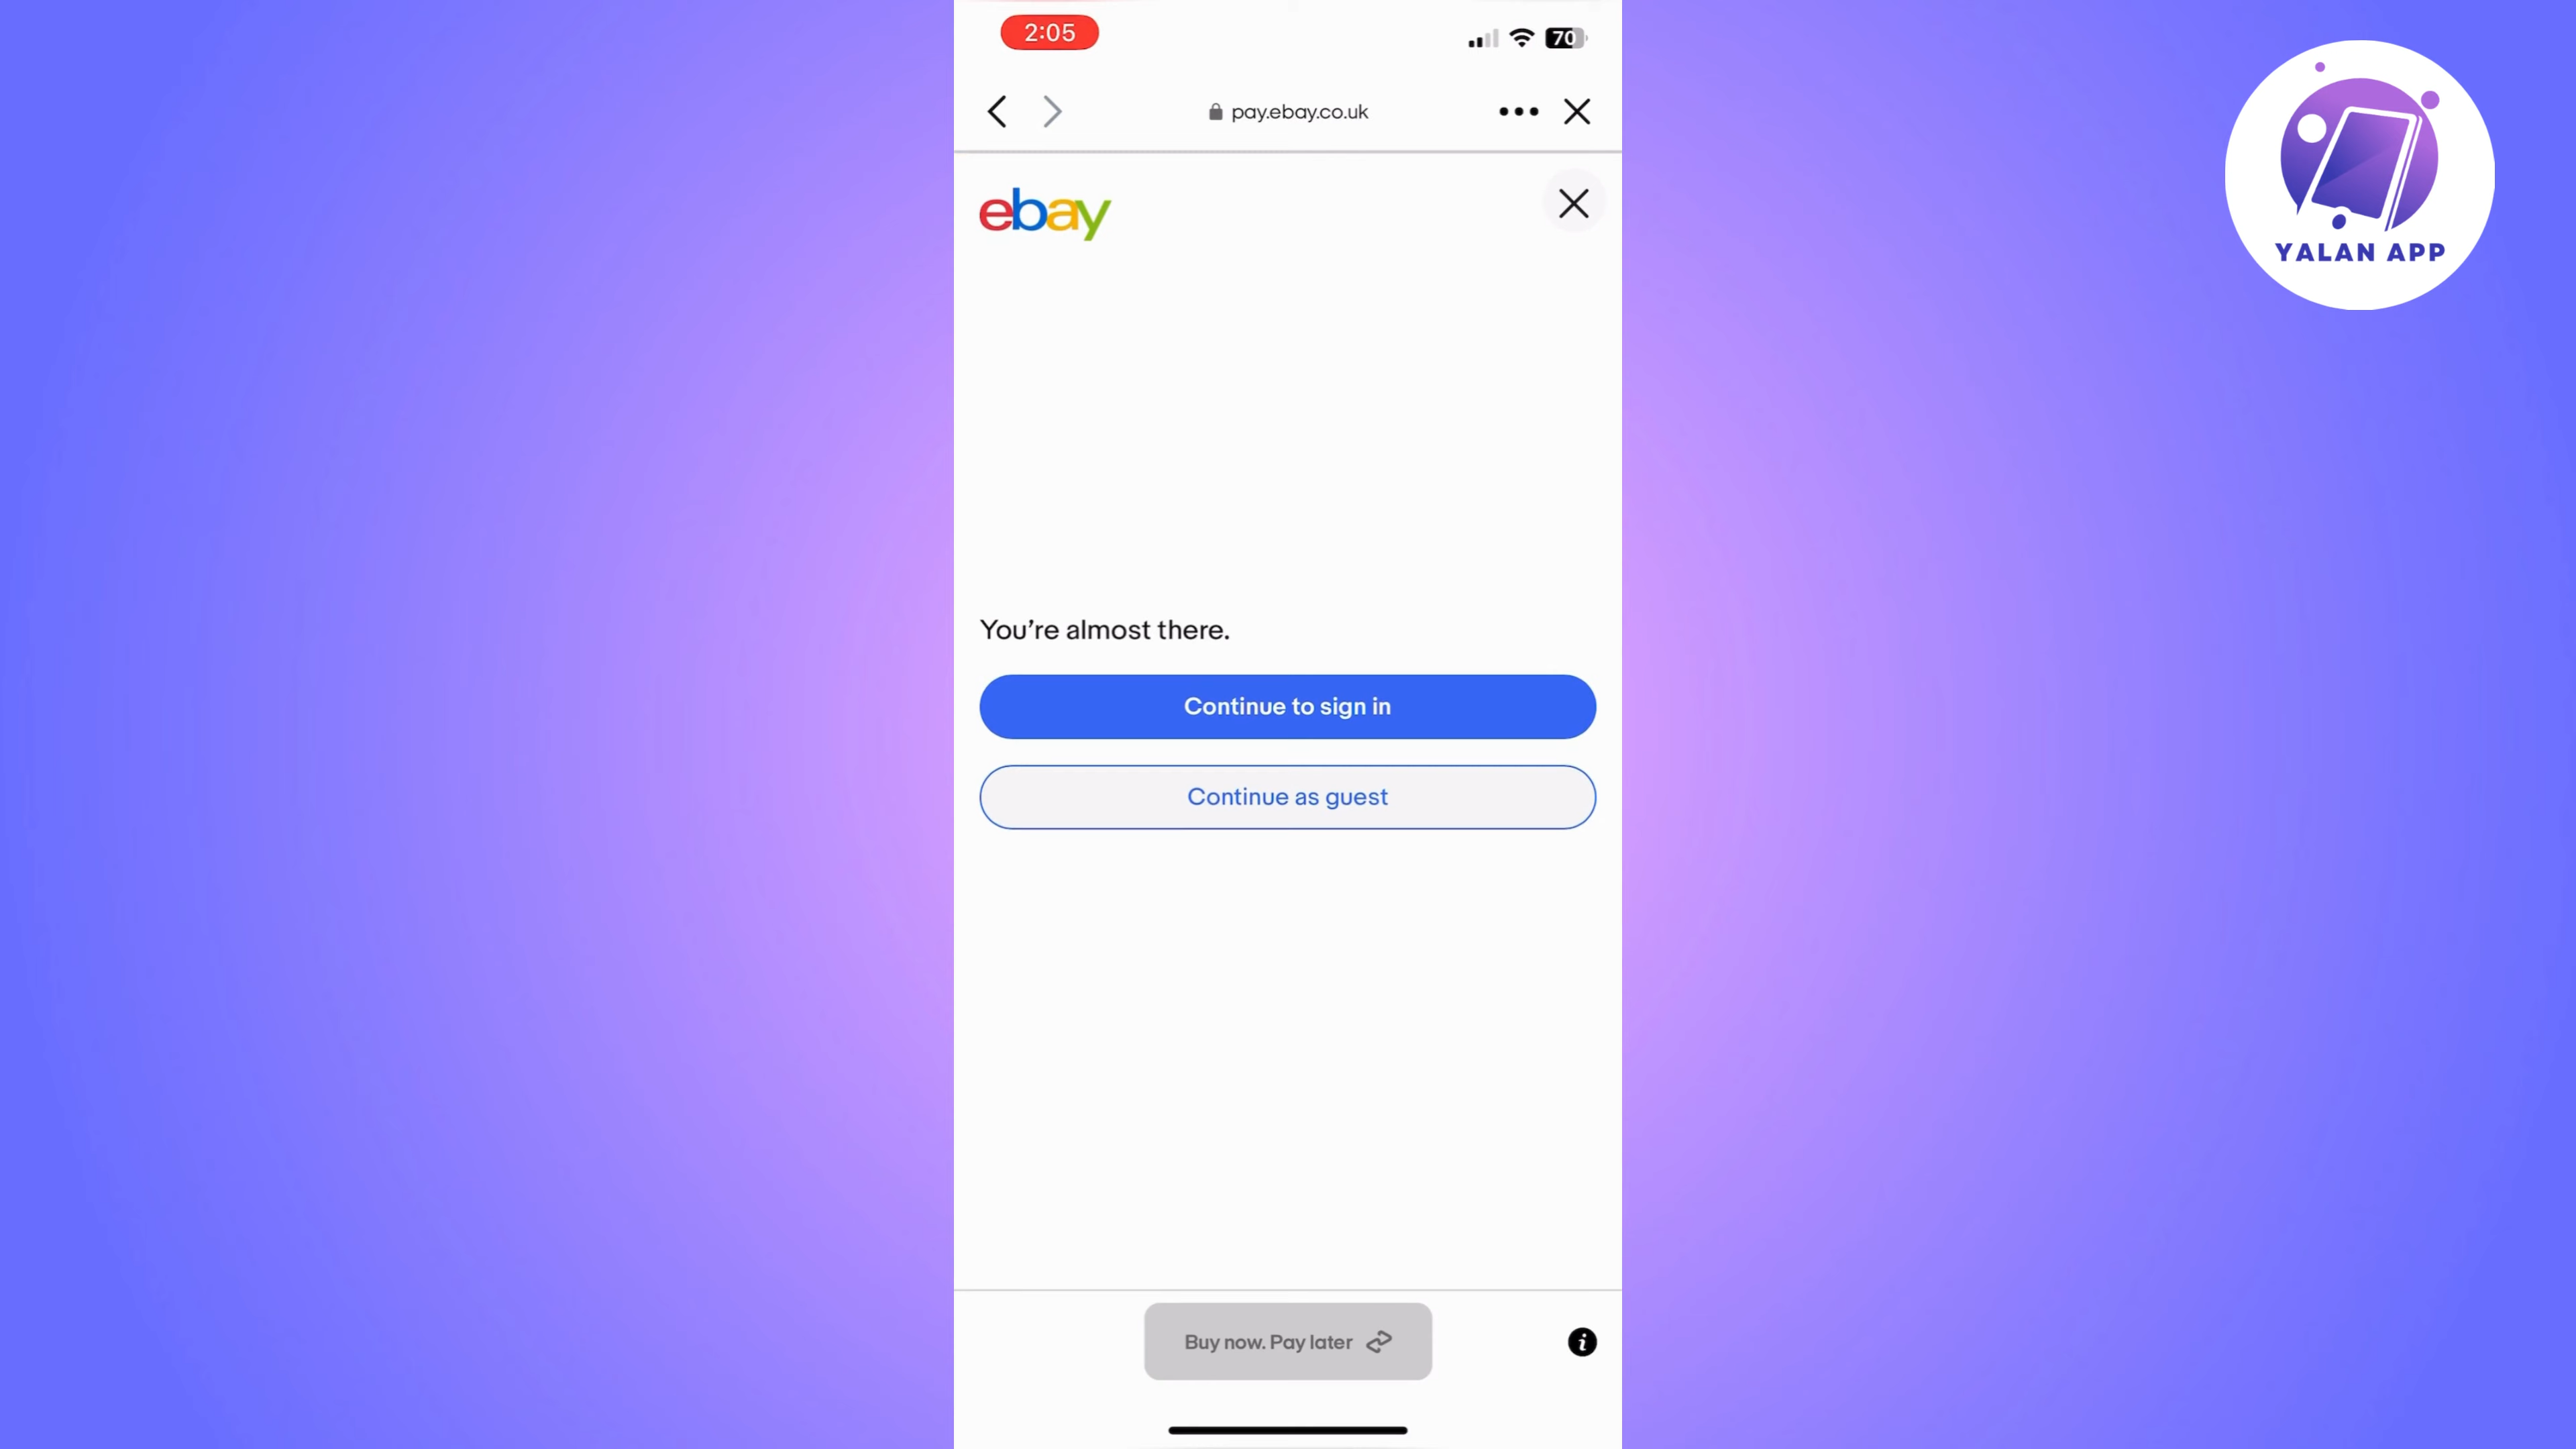 2:05
70
pay.ebay.co.uk
ebay
YALAN APP
You're almost there.
Continue to sign in
Continue as guest
Buy now. Pay later
i